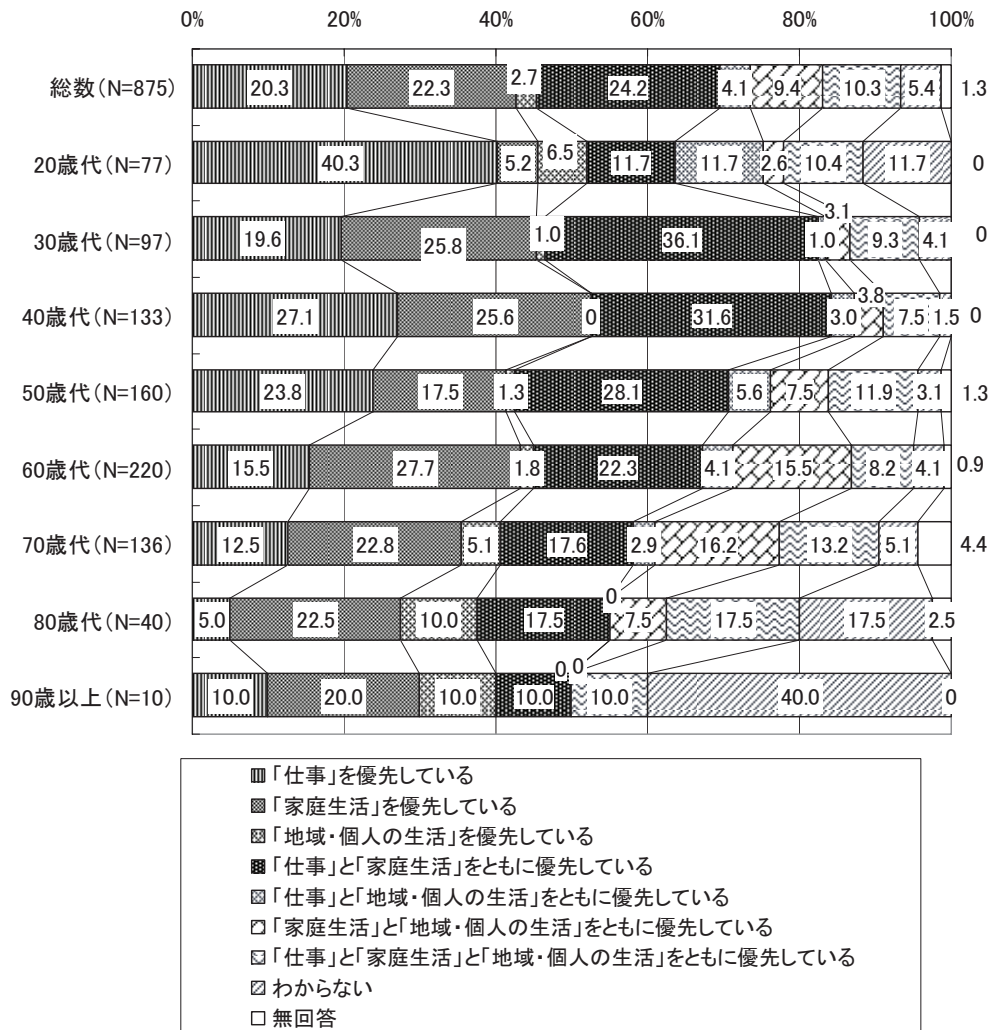 0% 20% 40% 60% 80% 100%
総数(N=875) 20.3 22.3 2.7 24.2 4.1 9.4 10.3 5.4 1.3
20歳代(N=77) 40.3 5.2 6.5 11.7 11.7 2.6 10.4 11.7 0
30歳代(N=97) 19.6 25.8 1.0 36.1 1.0 3.1 9.3 4.1 0
40歳代(N=133) 27.1 25.6 0 31.6 3.0 3.8 7.5 1.5 0
50歳代(N=160) 23.8 17.5 1.3 28.1 5.6 7.5 11.9 3.1 1.3
60歳代(N=220) 15.5 27.7 1.8 22.3 4.1 15.5 8.2 4.1 0.9
70歳代(N=136) 12.5 22.8 5.1 17.6 2.9 16.2 13.2 5.1 4.4
80歳代(N=40) 5.0 22.5 10.0 17.5 0 7.5 17.5 17.5 2.5
90歳以上(N=10) 10.0 20.0 10.0 10.0 0 0 10.0 40.0 0
「仕事」を優先している
「家庭生活」を優先している
「地域・個人の生活」を優先している
「仕事」と「家庭生活」をともに優先している
「仕事」と「地域・個人の生活」をともに優先している
「家庭生活」と「地域・個人の生活」をともに優先している
「仕事」と「家庭生活」と「地域・個人の生活」をともに優先している
わからない
無回答